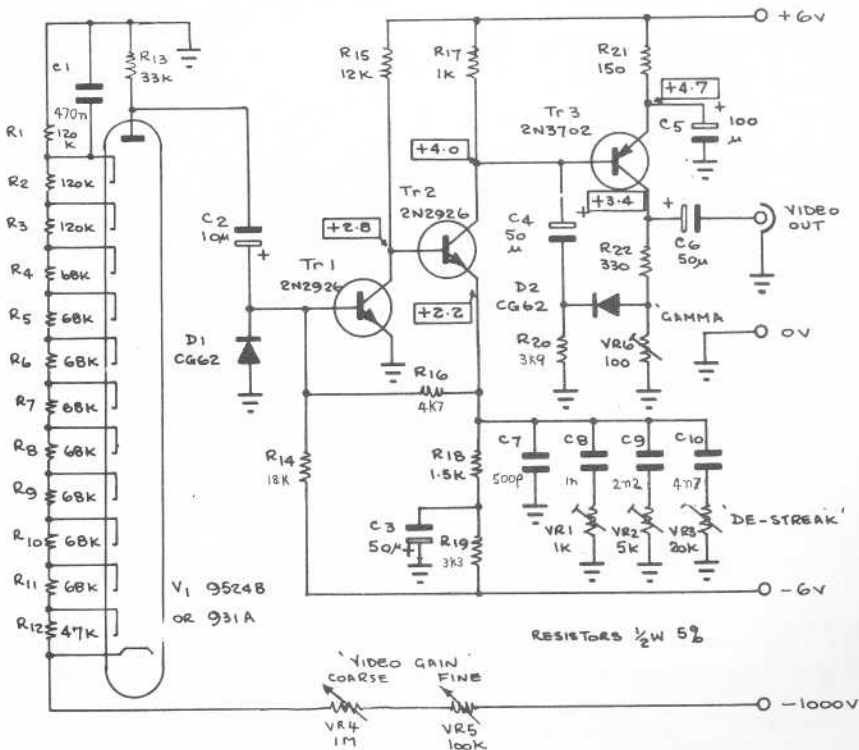 +6V
C1
470n
R13
33K
R15
12K
R17
1K
R21
150
+4.7
Tr3
2N3702
C5
100
μ
R1
120
K
R2
120K
R3
120K
R4
68K
R5
68K
R6
68K
R7
68K
R8
68K
R9
68K
R10
68K
R11
68K
R12
47K
+4.0
+3.4
Tr2
2N2926
C2
10μ
+
+2.8
Tr1
2N2926
+2.2
C4
50
μ
+
+
C6
50μ
+
VIDEO
OUT
R22
330
D2
CG62
'GAMMA'
D1
CG62
R20
3K9
VR6
100
0V
R16
4K7
R14
18K
R18
1.5K
C3
50μ
+
R19
3K3
C7
500p
C8
1n
C9
2n2
C10
4n7
VR1
1K
VR2
5K
VR3
20K
'DE-STREAK'
V1 9524B
OR 931A
-6V
RESISTORS ½W 5%
'VIDEO GAIN'
COARSE
FINE
VR4
1M
VR5
100K
-1000V